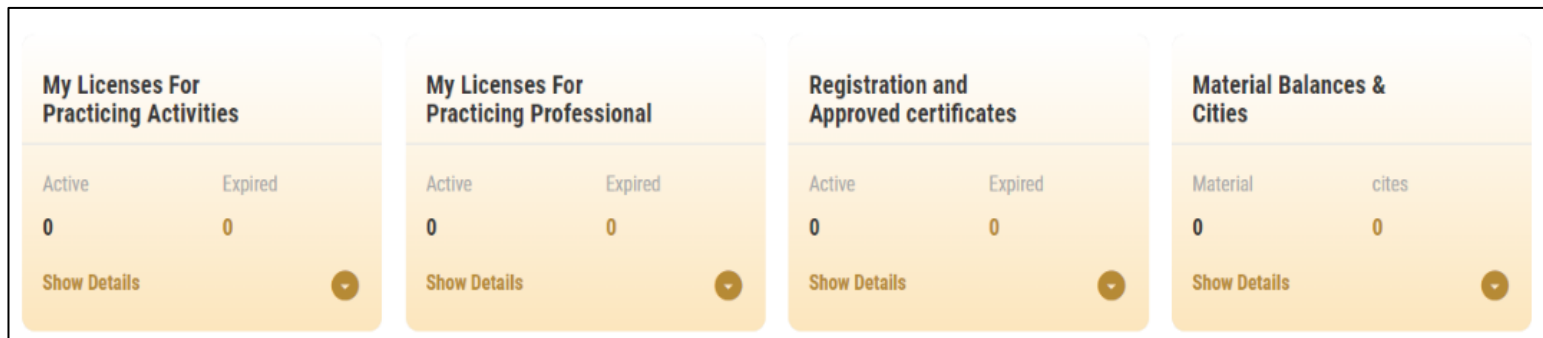 My Licenses For
Practicing Activities
Active Expired
0 0
Show Details
My Licenses For
Practicing Professional
Active Expired
0 0
Show Details
Registration and
Approved certificates
Active Expired
0 0
Show Details
Material Balances &
Cities
Material cites
0 0
Show Details